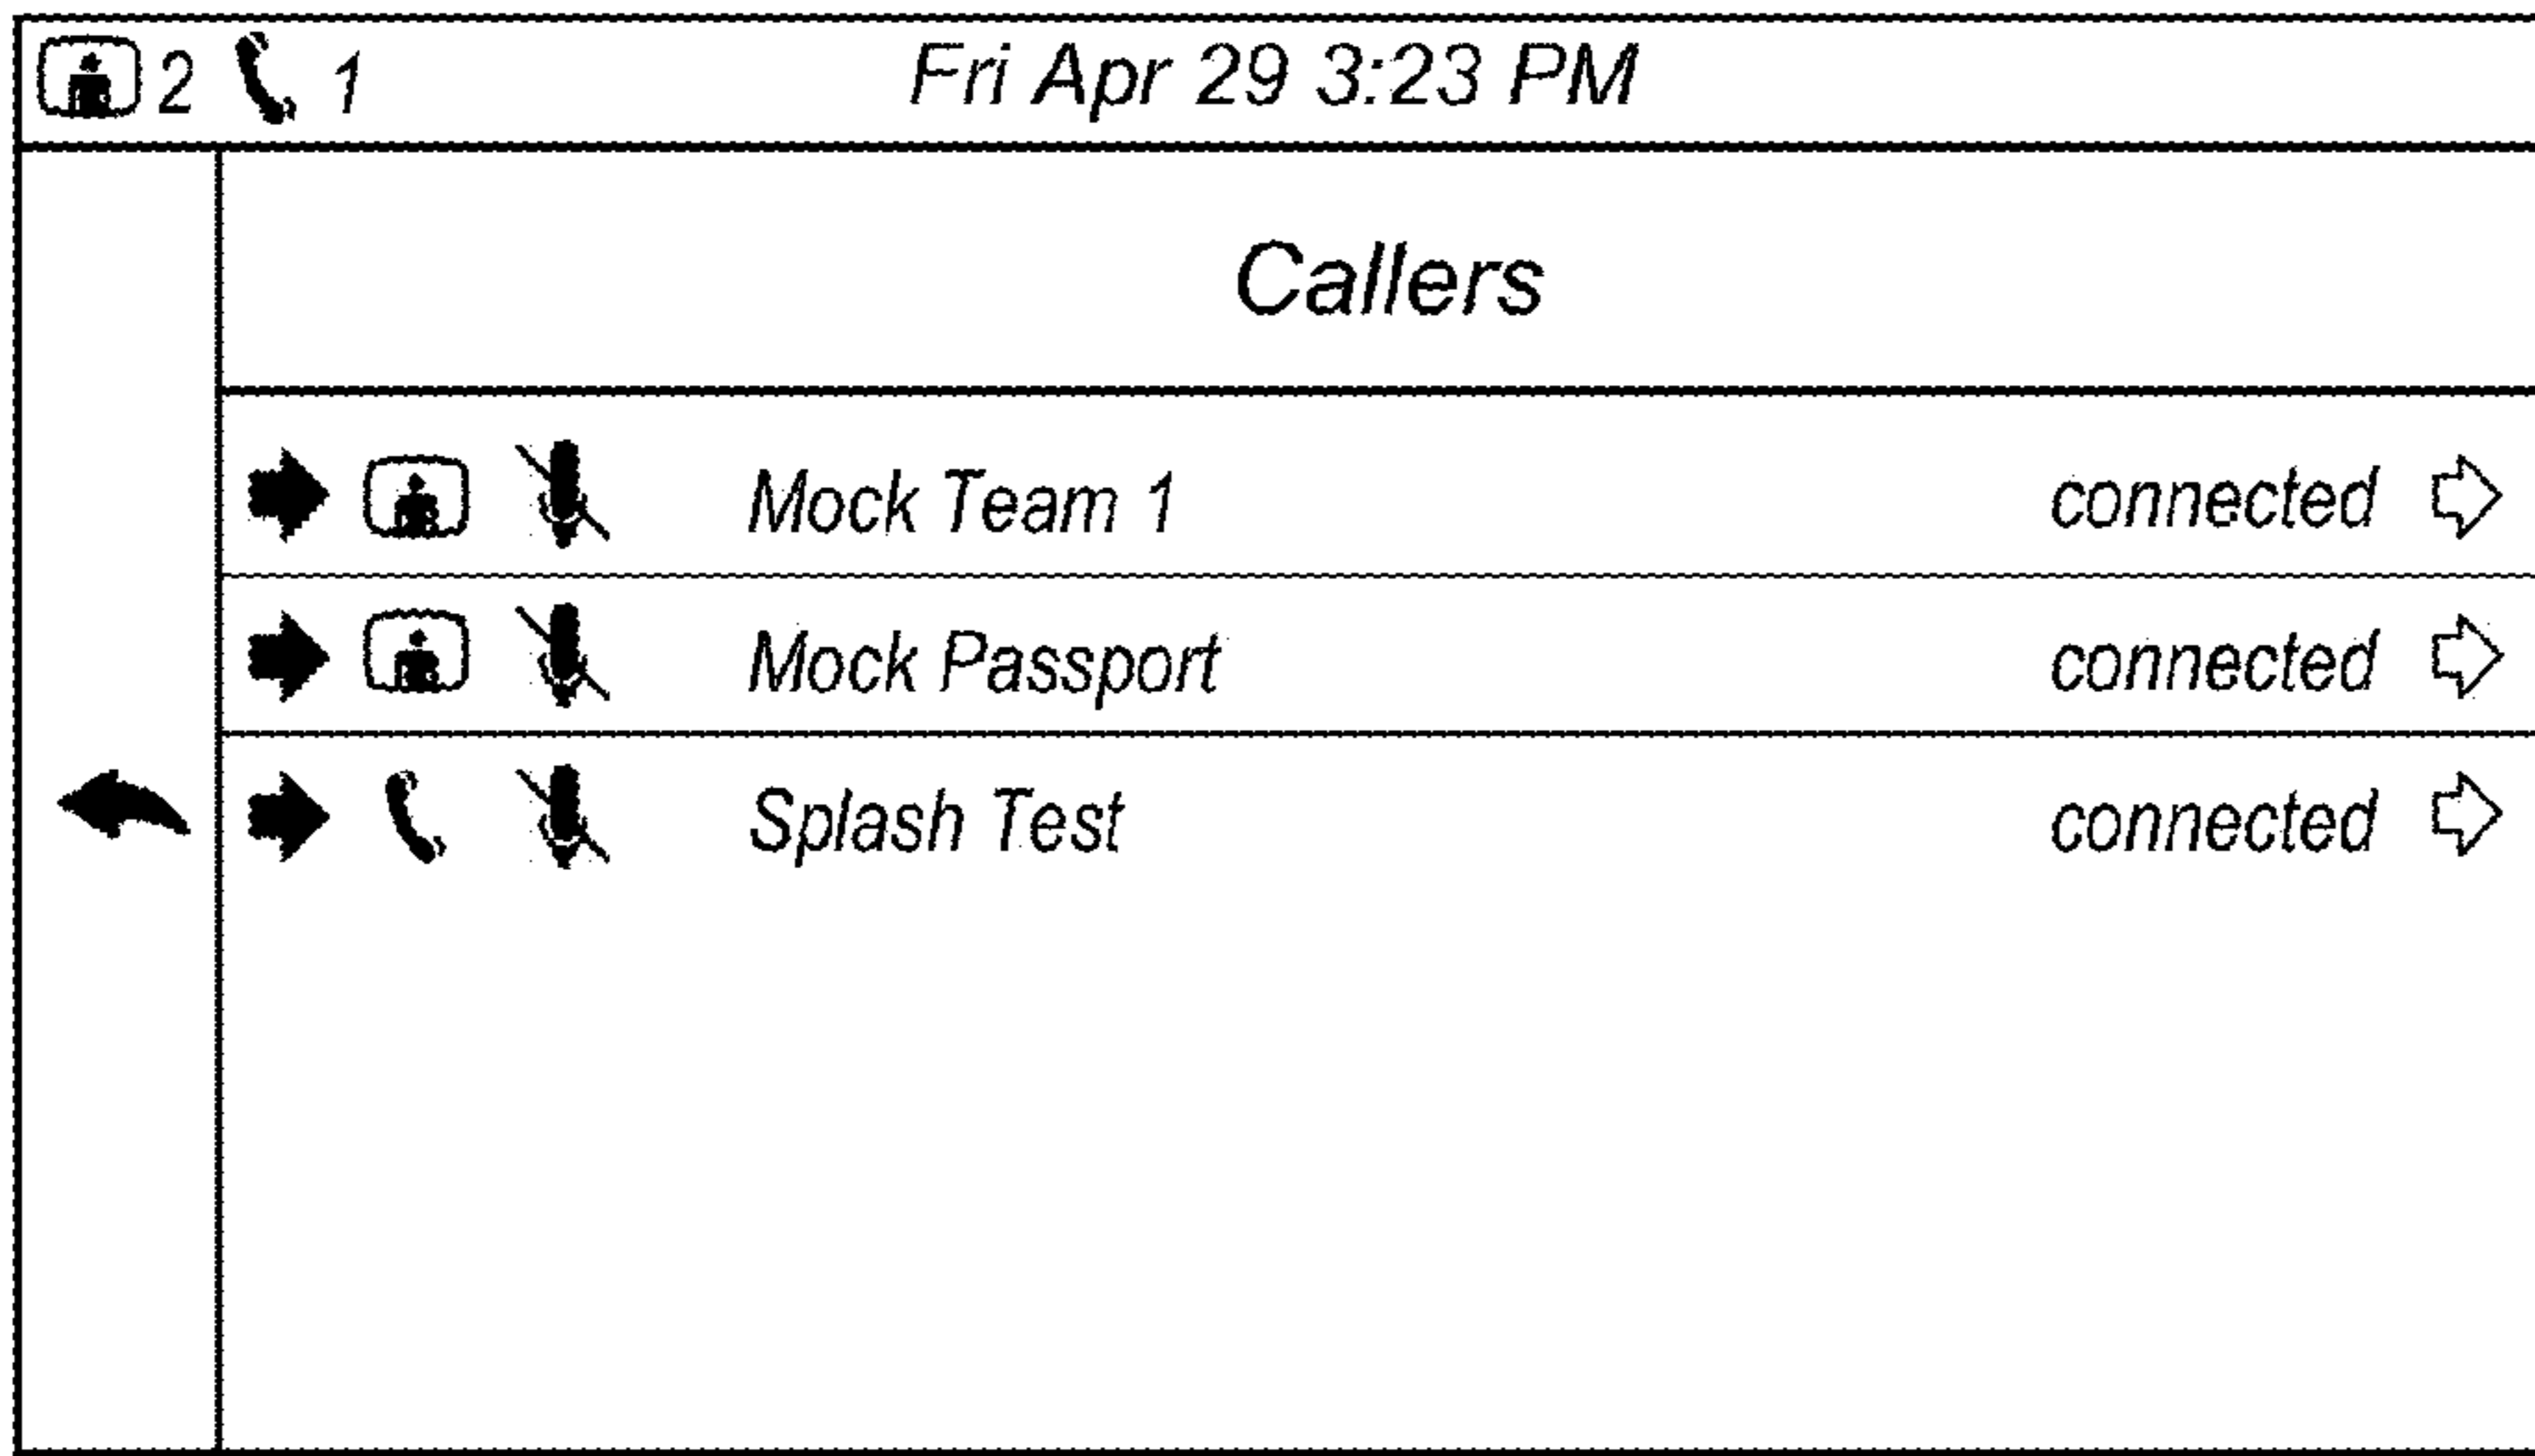 2 1 Fri Apr 29 3:23 PM
Callers
Mock Team 1 connected
Mock Passport connected
Splash Test connected